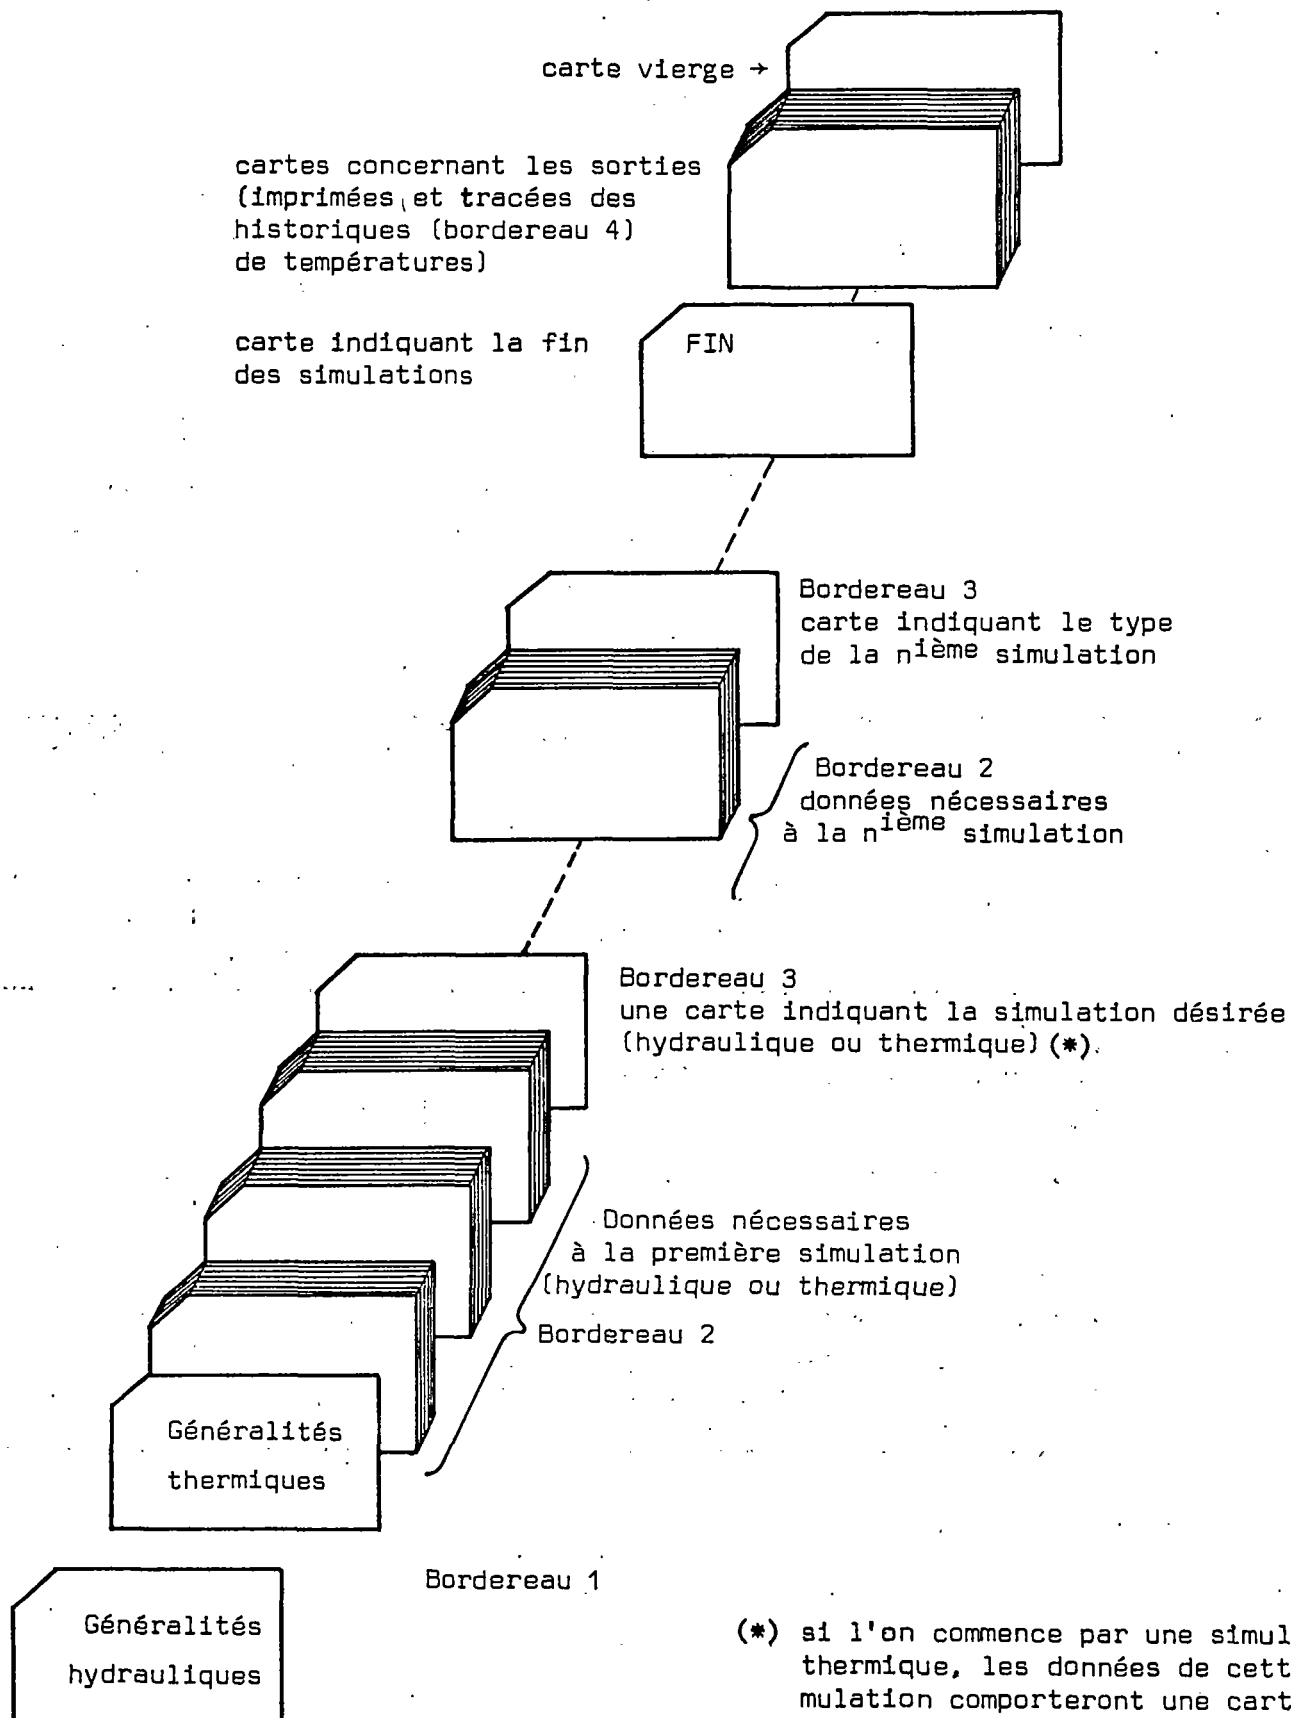 carte vierge →
cartes concernant les sorties
(imprimées et tracées des
historiques (bordereau 4)
de températures)
carte indiquant la fin
des simulations
FIN
Bordereau 3
carte indiquant le type
de la nième simulation
Bordereau 2
données nécessaires
à la nième simulation
Bordereau 3
une carte indiquant la simulation désirée
(hydraulique ou thermique) (*).
Données nécessaires
à la première simulation
(hydraulique ou thermique)
Bordereau 2
Généralités
thermiques
Bordereau 1
Généralités
hydrauliques
(*) si l'on commence par une simul
thermique, les données de cett
mulation comporteront une cart